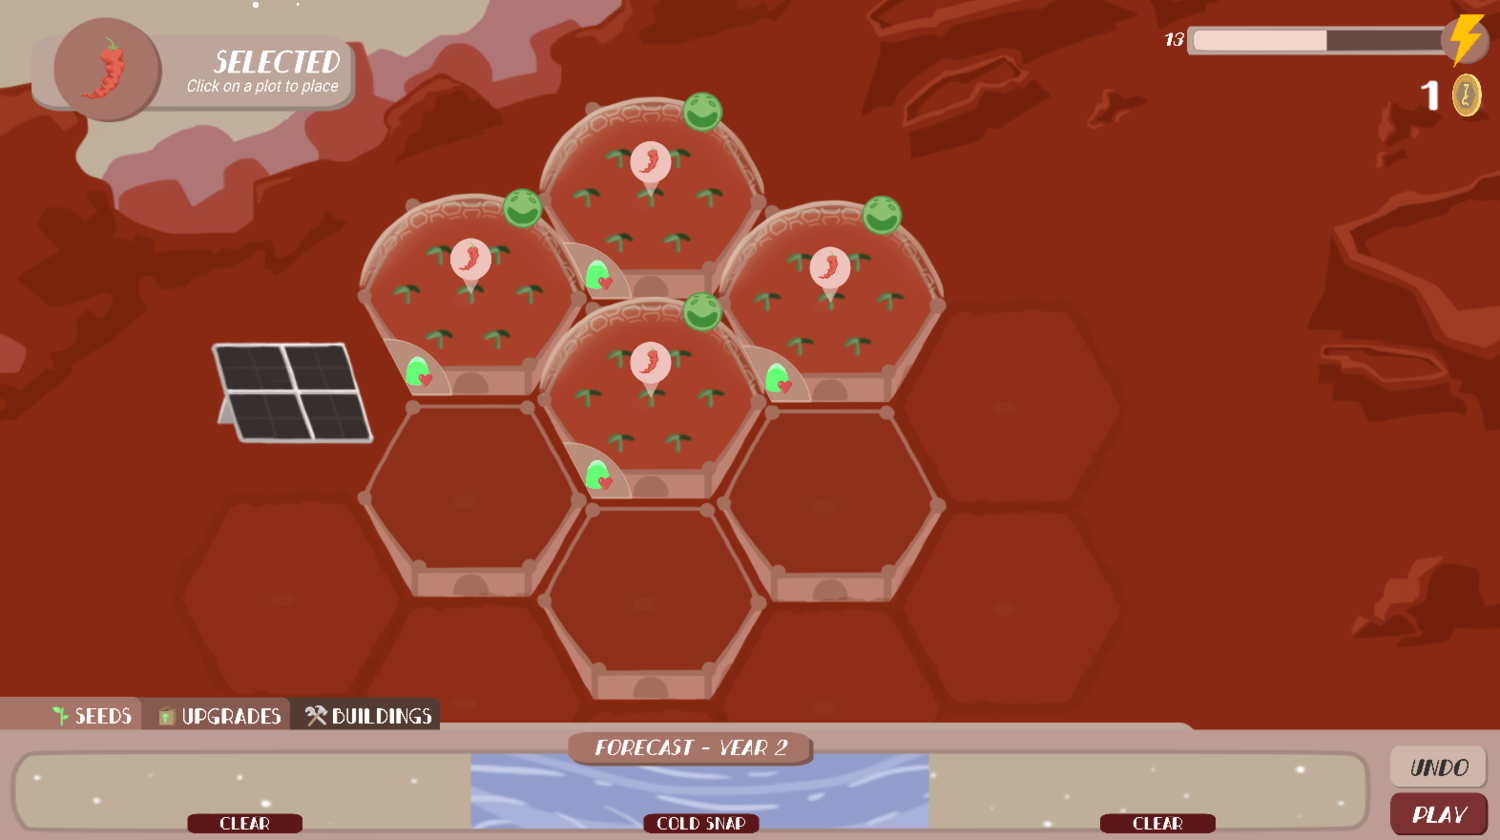 SELECTED
Click on a plot to place
13
1
SEEDS
UPGRADES
BUILDINGS
FORECAST - YEAR 2
CLEAR
COLD SNAP
CLEAR
UNDO
PLAY